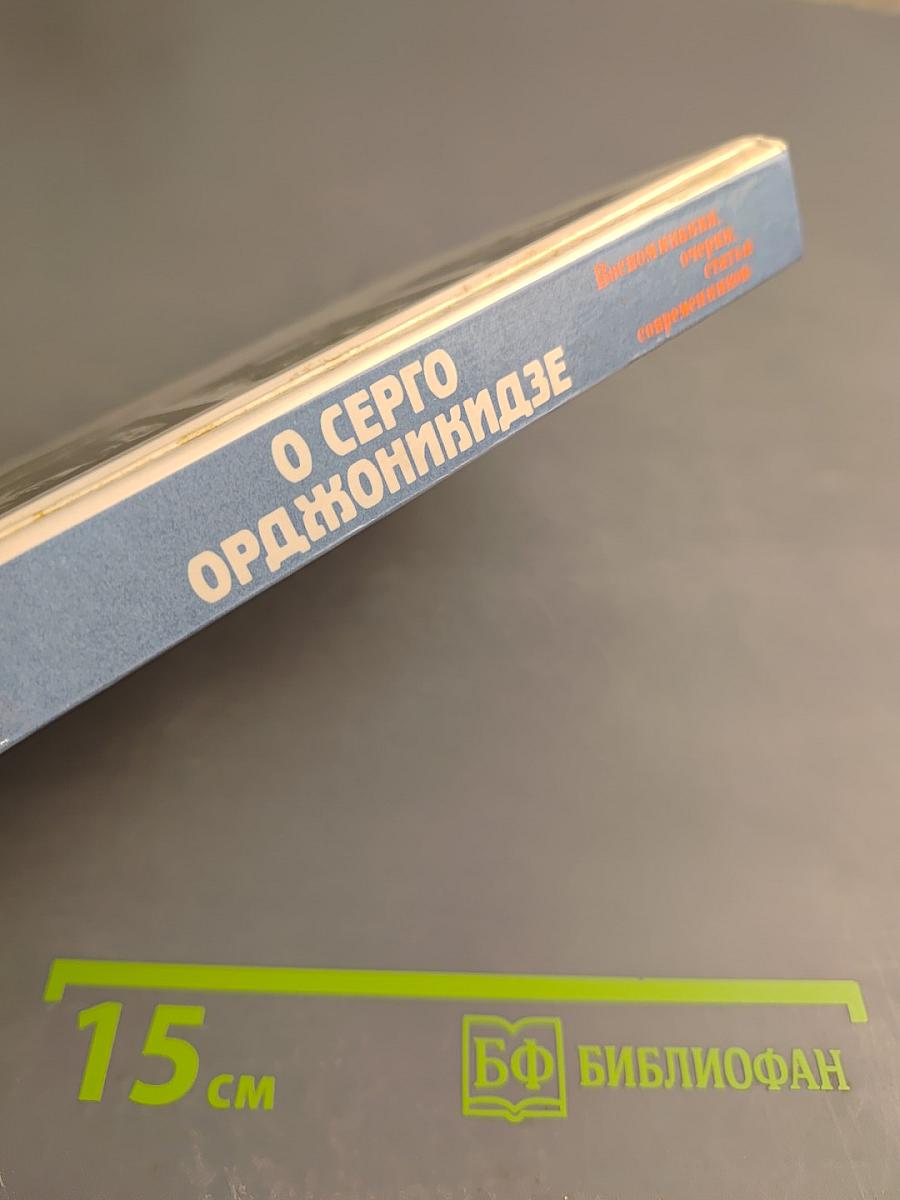 О СЕРГО
ОРДЖОНИКИДЗЕ
Воспоминания,
очерки,
статьи
современников
15 см
БФ БИБЛИОФАН